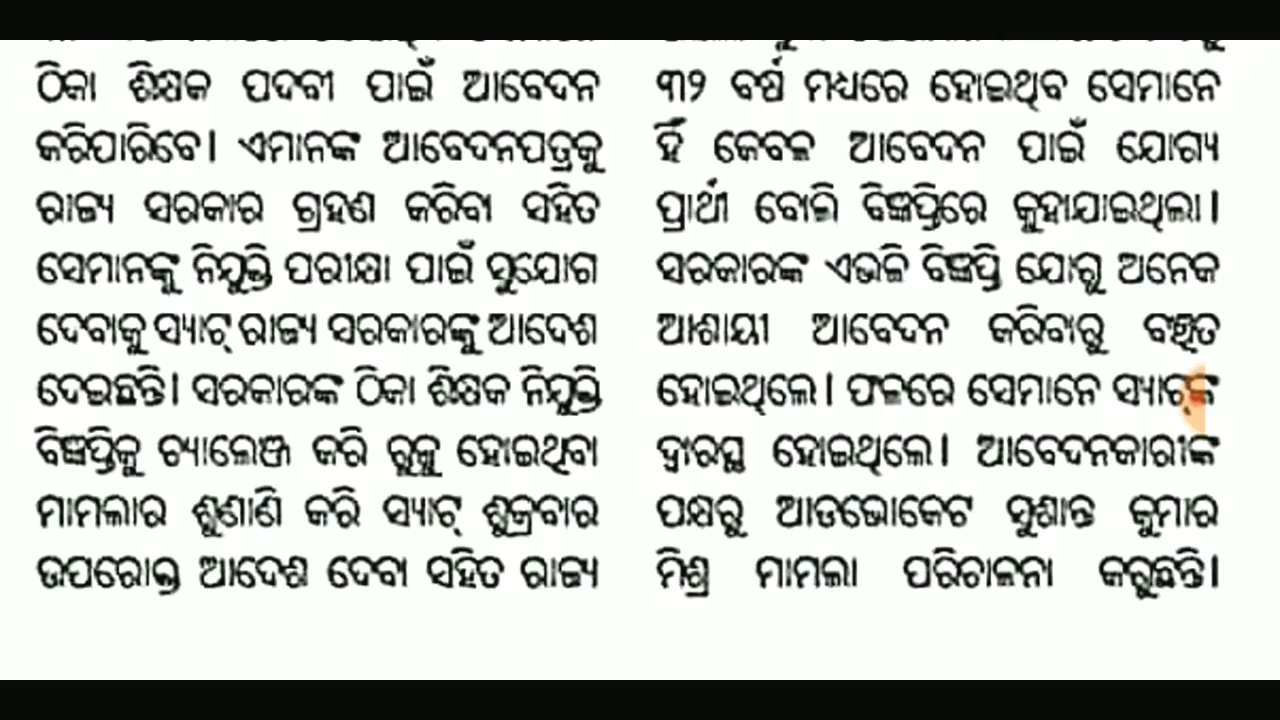 ଠିକା ଶିକ୍ଷକ ପଦବୀ ପାଇଁ ଆବେଦନ
କରିପାରିବେ। ଏମାନଙ୍କ ଆବେଦନପତ୍ରକୁ
ରାଜ୍ୟ ସରକାର ଗ୍ରହଣ କରିବା ସହିତ
ସେମାନଙ୍କୁ ନିଯୁକ୍ତି ପରୀକ୍ଷା ପାଇଁ ସୁଯୋଗ
ଦେବାକୁ ସ୍ୟାଟ୍ ରାଜ୍ୟ ସରକାରଙ୍କୁ ଆଦେଶ
ଦେଇଛନ୍ତି। ସରକାରଙ୍କ ଠିକା ଶିକ୍ଷକ ନିଯୁକ୍ତି
ବିଜ୍ଞପ୍ତିକୁ ଚ୍ୟାଲେଞ୍ଜ କରି ରୁଜୁ ହୋଇଥିବା
ମାମଲାର ଶୁଣାଣି କରି ସ୍ୟାଟ୍ ଶୁକ୍ରବାର
ଉପରୋକ୍ତ ଆଦେଶ ଦେବା ସହିତ ରାଜ୍ୟ
୩୨ ବର୍ଷ ମଧ୍ୟରେ ହୋଇଥିବ ସେମାନେ
ହିଁ କେବଳ ଆବେଦନ ପାଇଁ ଯୋଗ୍ୟ
ପ୍ରାର୍ଥୀ ବୋଲି ବିଜ୍ଞପ୍ତିରେ କୁହାଯାଇଥିଲା।
ସରକାରଙ୍କ ଏଭଳି ବିଜ୍ଞପ୍ତି ଯୋଗୁ ଅନେକ
ଆଶାୟୀ ଆବେଦନ କରିବାରୁ ବଞ୍ଚିତ
ହୋଇଥିଲେ। ଫଳରେ ସେମାନେ ସ୍ୟାଟ୍‌ଙ୍କ
ଦ୍ୱାରସ୍ଥ ହୋଇଥିଲେ। ଆବେଦନକାରୀଙ୍କ
ପକ୍ଷରୁ ଆଡଭୋକେଟ ସୁଶାନ୍ତ କୁମାର
ମିଶ୍ର ମାମଲା ପରିଚାଳନା କରୁଛନ୍ତି।